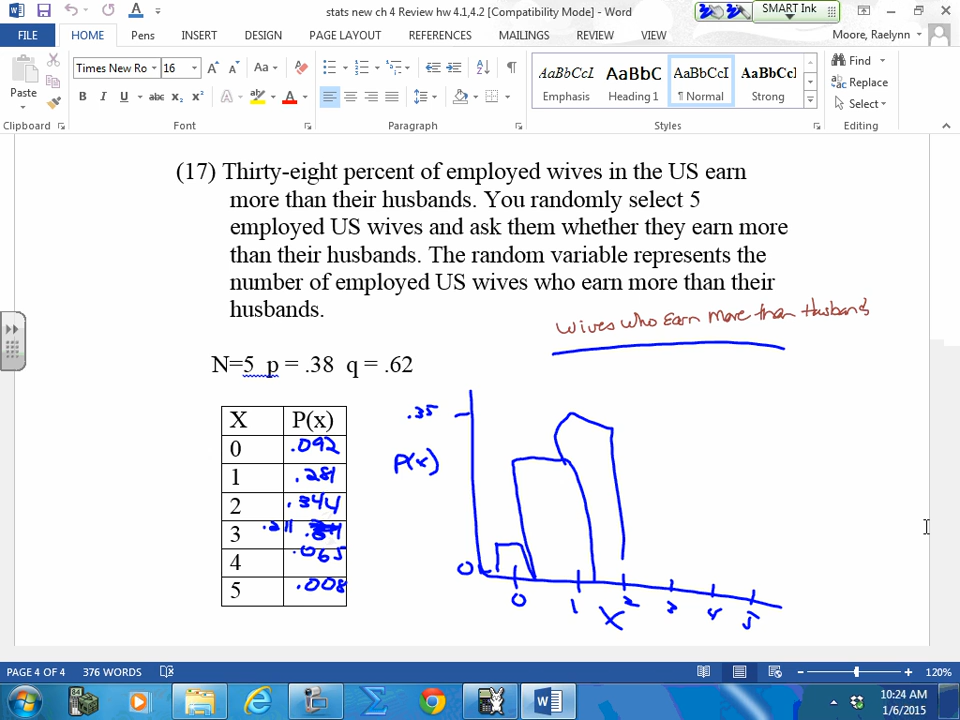 stats new ch 4 Review hw 4.1,4.2 [Compatibility Mode] - Word
SMART Ink
FILE HOME Pens INSERT DESIGN PAGE LAYOUT REFERENCES MAILINGS REVIEW VIEW Moore, Raelynn
Times New Ro 16
Paste
AaBbCcI AaBbC AaBbCcI AaBbCcl
Emphasis Heading 1 ¶ Normal Strong
Find
Replace
Select
Clipboard Font Paragraph Styles Editing
(17) Thirty-eight percent of employed wives in the US earn
more than their husbands. You randomly select 5
employed US wives and ask them whether they earn more
than their husbands. The random variable represents the
number of employed US wives who earn more than their
husbands.
Wives who Earn more than Husbands
N=5 p = .38 q = .62
X P(x)
0 .092
1 .281
2 .344
3 .211
4 .065
5 .008
.35
P(x)
0
0 1 2 3 4 5
X
PAGE 4 OF 4 376 WORDS 120%
10:24 AM
1/6/2015